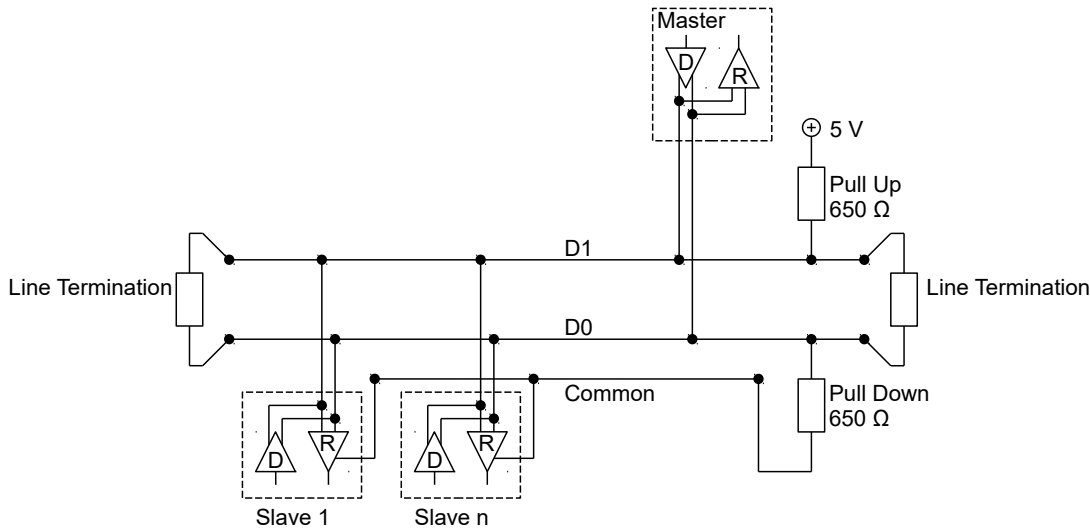 Master
D
R
5 V
Pull Up
650 Ω
D1
Line Termination
Line Termination
D0
Common
Pull Down
650 Ω
R
D
R
D
Slave 1
Slave n